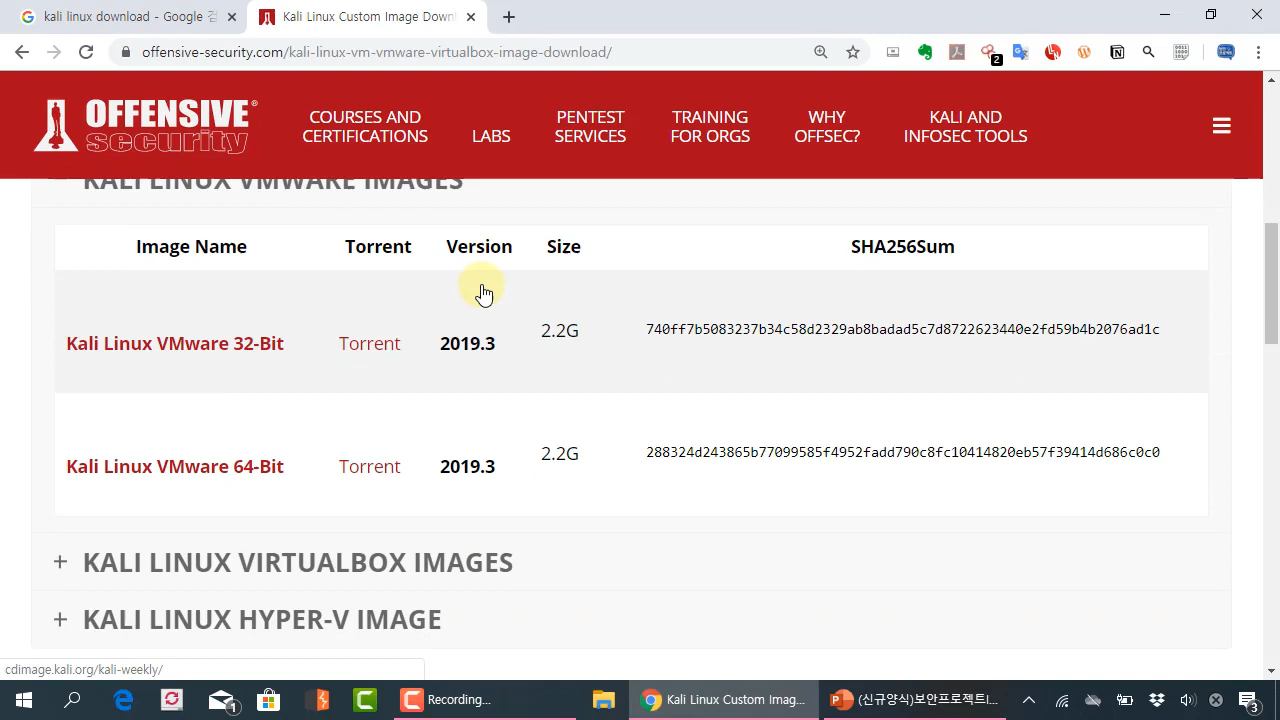 kali linux download - Google 검
Kali Linux Custom Image Down
offensive-security.com/kali-linux-vm-vmware-virtualbox-image-download/
2
OFFENSIVE®
security
COURSES AND
CERTIFICATIONS
LABS
PENTEST
SERVICES
TRAINING
FOR ORGS
WHY
OFFSEC?
KALI AND
INFOSEC TOOLS
KALI LINUX VMWARE IMAGES
Image Name Torrent Version Size SHA256Sum
Kali Linux VMware 32-Bit Torrent 2019.3 2.2G 740ff7b5083237b34c58d2329ab8badad5c7d8722623440e2fd59b4b2076ad1c
Kali Linux VMware 64-Bit Torrent 2019.3 2.2G 288324d243865b77099585f4952fadd790c8fc10414820eb57f39414d686c0c0
+ KALI LINUX VIRTUALBOX IMAGES
+ KALI LINUX HYPER-V IMAGE
cdimage.kali.org/kali-weekly/
1
Recording...
Kali Linux Custom Imag...
(신규양식)보안프로젝트I...
3